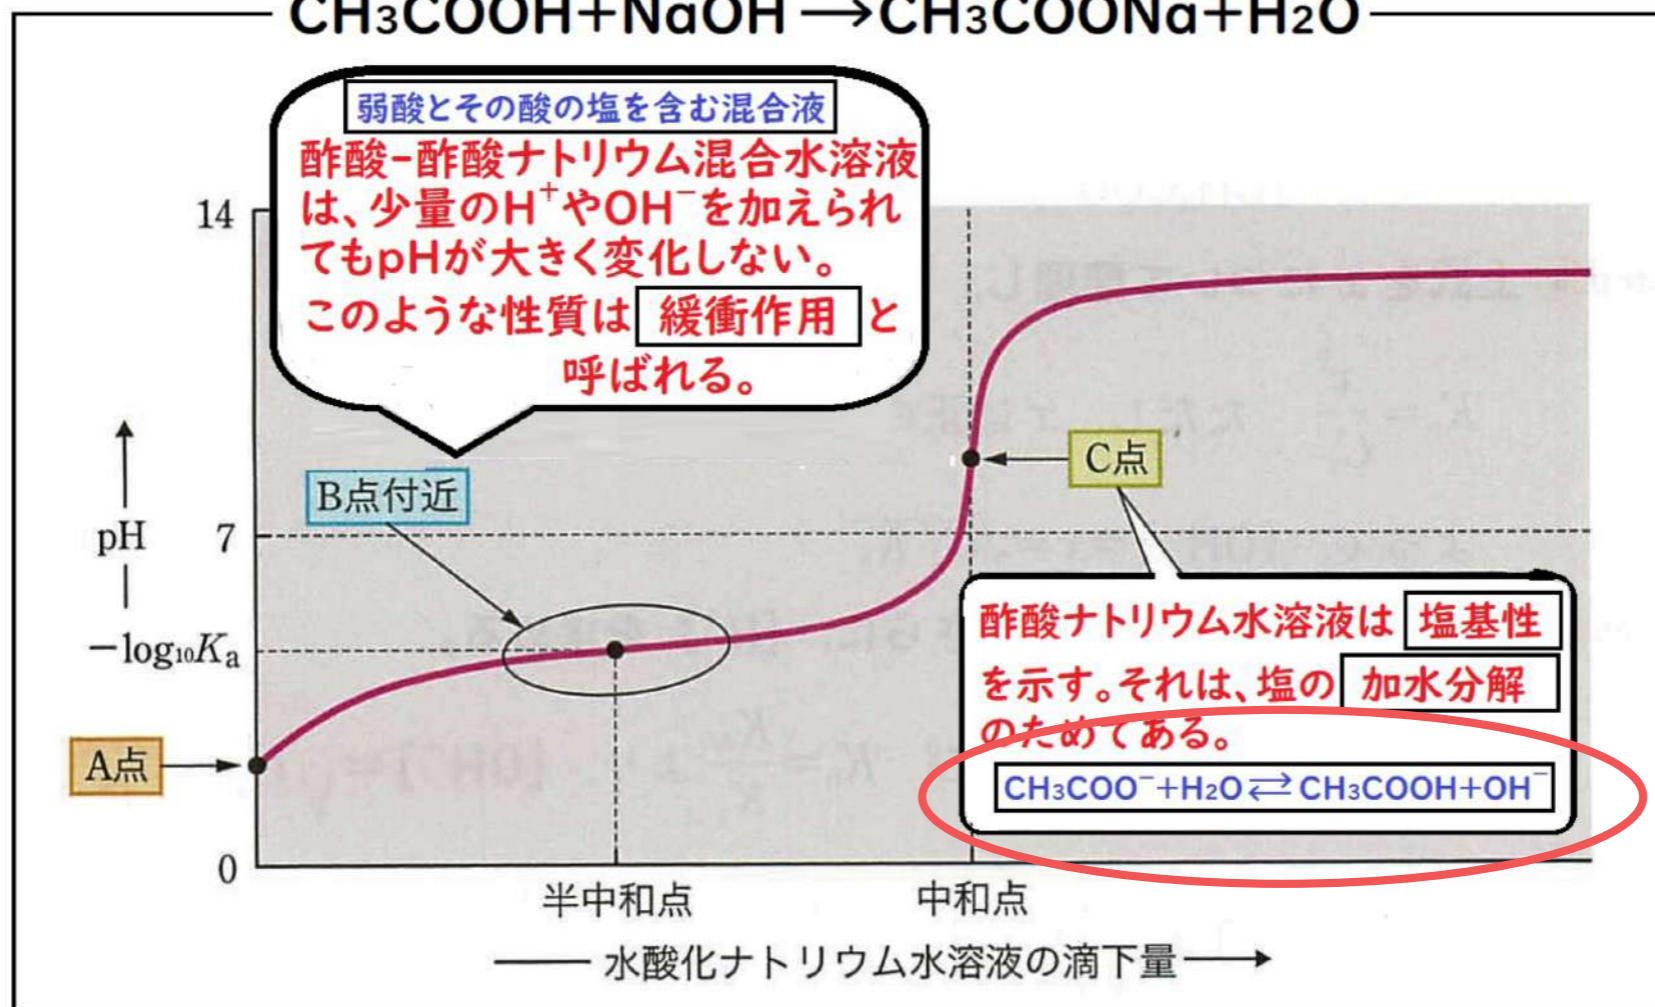 CH₃COOH+NaOH→CH₃COONa+H₂O
弱酸とその酸の塩を含む混合液
酢酸-酢酸ナトリウム混合水溶液
は、少量のH⁺やOH⁻を加えられ
てもpHが大きく変化しない。
このような性質は 緩衝作用 と
呼ばれる。
14
B点付近
C点
pH
7
−log₁₀Kₐ
酢酸ナトリウム水溶液は 塩基性
を示す。それは、塩の 加水分解
のためてある。
CH₃COO⁻+H₂O⇄CH₃COOH+OH⁻
A点
0
半中和点
中和点
水酸化ナトリウム水溶液の滴下量